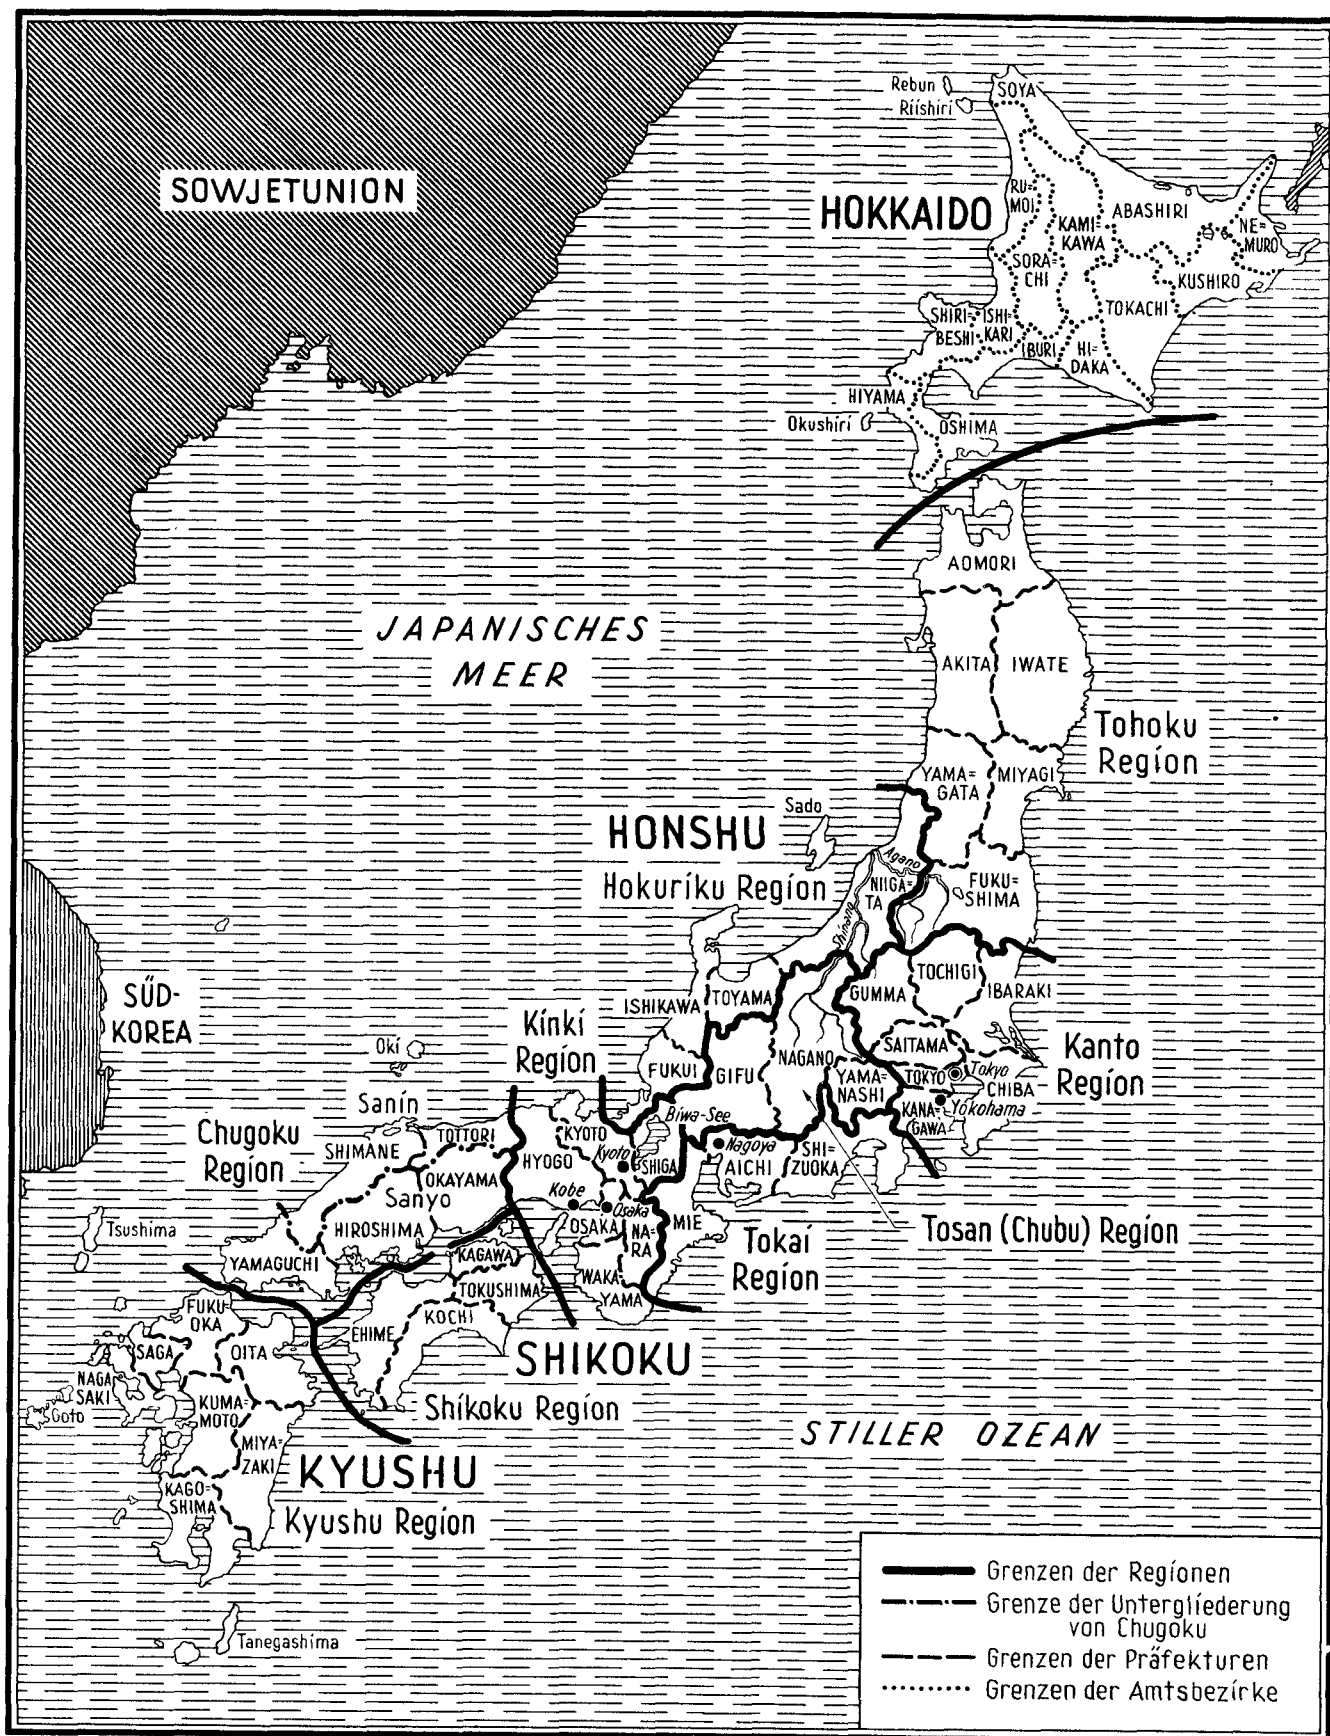 Rebun
Riishiri
SOYA
SOWJETUNION
HOKKAIDO
RU=
MOI
KAMI=
KAWA
ABASHIRI
NE=
MURO
SORA=
CHI
KUSHIRO
TOKACHI
SHIRI=
BESHI
ISHI=
KARI
IBURI
HI=
DAKA
HIYAMA
Okushiri
OSHIMA
AOMORI
JAPANISCHES
MEER
AKITA
IWATE
Tohoku
Region
YAMA=
GATA
MIYAGI
Sado
HONSHU
Hokuriku Region
Agano
NIIGA=
TA
Shinano
FUKU=
SHIMA
TOCHIGI
IBARAKI
GUMMA
TOYAMA
ISHIKAWA
SÜD-
KOREA
Kinki
Region
Oki
FUKUI
GIFU
NAGANO
SAITAMA
YAMA=
NASHI
TOKYO
Tokyo
CHIBA
Kanto
Region
KANA=
GAWA
Yokohama
Sanin
Chugoku
Region
SHIMANE
TOTTORI
KYOTO
Kyoto
Biwa-See
HYOGO
SHIGA
Nagoya
AICHI
SHI=
ZUOKA
OKAYAMA
Sanyo
Kobe
Osaka
OSAKA
NA=
RA
MIE
Tokai
Region
Tosan (Chubu) Region
Tsushima
HIROSHIMA
YAMAGUCHI
KAGAWA
TOKUSHIMA
WAKA=
YAMA
KOCHI
EHIME
FUKU
OKA
SAGA
OITA
SHIKOKU
Shikoku Region
NAGA
SAKI
Goto
KUMA=
MOTO
MIYA=
ZAKI
STILLER OZEAN
KYUSHU
Kyushu Region
KAGO=
SHIMA
Tanegashima
Grenzen der Regionen
Grenze der Untergliederung
von Chugoku
Grenzen der Präfekturen
Grenzen der Amtsbezirke